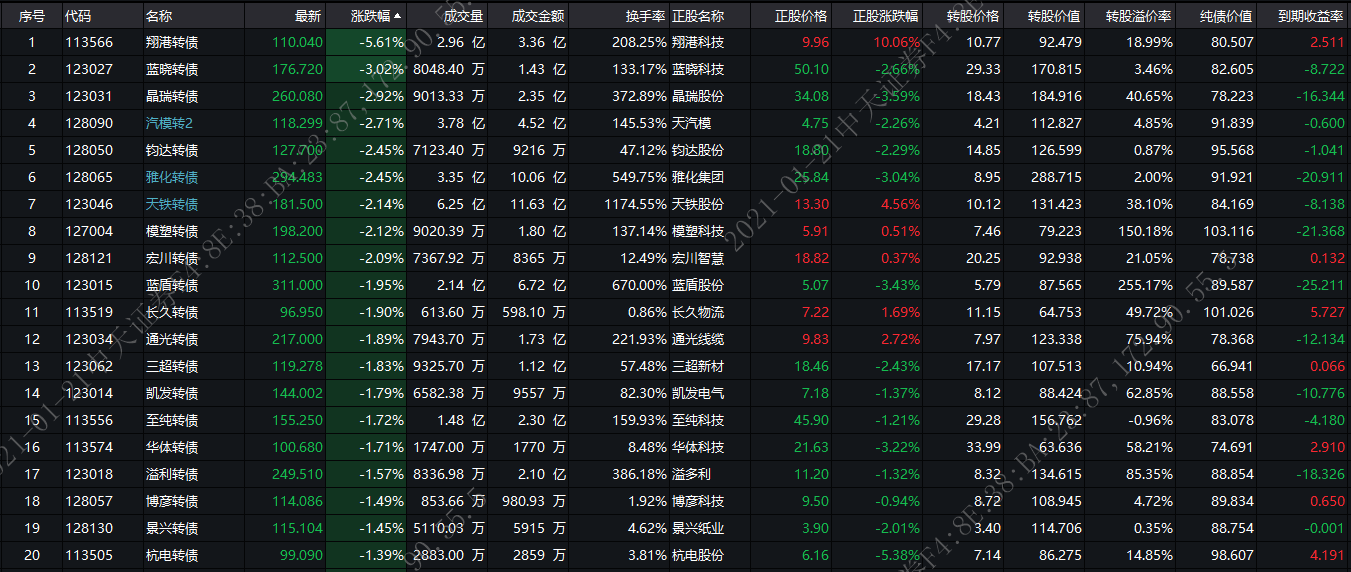 序号 代码 名称 最新 涨跌幅 成交量 成交金额 换手率 正股名称 正股价格 正股涨跌幅 转股价格 转股价值 转股溢价率 纯债价值 到期收益率
1 113566 翔港转债 110.040 -5.61% 2.96 亿 3.36 亿 208.25% 翔港科技 9.96 10.06% 10.77 92.479 18.99% 80.507 2.511
2 123027 蓝晓转债 176.720 -3.02% 8048.40 万 1.43 亿 133.17% 蓝晓科技 50.10 -2.66% 29.33 170.815 3.46% 82.605 -8.722
3 123031 晶瑞转债 260.080 -2.92% 9013.33 万 2.35 亿 372.89% 晶瑞股份 34.08 -3.59% 18.43 184.916 40.65% 78.223 -16.344
4 128090 汽模转2 118.299 -2.71% 3.78 亿 4.52 亿 145.53% 天汽模 4.75 -2.26% 4.21 112.827 4.85% 91.839 -0.600
5 128050 钧达转债 127.700 -2.45% 7123.40 万 9216 万 47.12% 钧达股份 18.80 -2.29% 14.85 126.599 0.87% 95.568 -1.041
6 128065 雅化转债 294.483 -2.45% 3.35 亿 10.06 亿 549.75% 雅化集团 25.84 -3.04% 8.95 288.715 2.00% 91.921 -20.911
7 123046 天铁转债 181.500 -2.14% 6.25 亿 11.63 亿 1174.55% 天铁股份 13.30 4.56% 10.12 131.423 38.10% 84.169 -8.138
8 127004 模塑转债 198.200 -2.12% 9020.39 万 1.80 亿 137.14% 模塑科技 5.91 0.51% 7.46 79.223 150.18% 103.116 -21.368
9 128121 宏川转债 112.500 -2.09% 7367.92 万 8365 万 12.49% 宏川智慧 18.82 0.37% 20.25 92.938 21.05% 78.738 0.132
10 123015 蓝盾转债 311.000 -1.95% 2.14 亿 6.72 亿 670.00% 蓝盾股份 5.07 -3.43% 5.79 87.565 255.17% 89.587 -25.211
11 113519 长久转债 96.950 -1.90% 613.60 万 598.10 万 0.86% 长久物流 7.22 1.69% 11.15 64.753 49.72% 101.026 5.727
12 123034 通光转债 217.000 -1.89% 7943.70 万 1.73 亿 221.93% 通光线缆 9.83 2.72% 7.97 123.338 75.94% 78.368 -12.134
13 123062 三超转债 119.278 -1.83% 9325.70 万 1.12 亿 57.48% 三超新材 18.46 -2.43% 17.17 107.513 10.94% 66.941 0.066
14 123014 凯发转债 144.002 -1.79% 6582.38 万 9557 万 82.30% 凯发电气 7.18 -1.37% 8.12 88.424 62.85% 88.558 -10.776
15 113556 至纯转债 155.250 -1.72% 1.48 亿 2.30 亿 159.93% 至纯科技 45.90 -1.21% 29.28 156.762 -0.96% 83.078 -4.180
16 113574 华体转债 100.680 -1.71% 1747.00 万 1770 万 8.48% 华体科技 21.63 -3.22% 33.99 63.636 58.21% 74.691 2.910
17 123018 溢利转债 249.510 -1.57% 8336.98 万 2.10 亿 386.18% 溢多利 11.20 -1.32% 8.32 134.615 85.35% 88.854 -18.326
18 128057 博彦转债 114.086 -1.49% 853.66 万 980.93 万 1.92% 博彦科技 9.50 -0.94% 8.72 108.945 4.72% 89.834 0.650
19 128130 景兴转债 115.104 -1.45% 5110.03 万 5915 万 4.62% 景兴纸业 3.90 -2.01% 3.40 114.706 0.35% 88.754 -0.001
20 113505 杭电转债 99.090 -1.39% 2883.00 万 2859 万 3.81% 杭电股份 6.16 -5.38% 7.14 86.275 14.85% 98.607 4.191